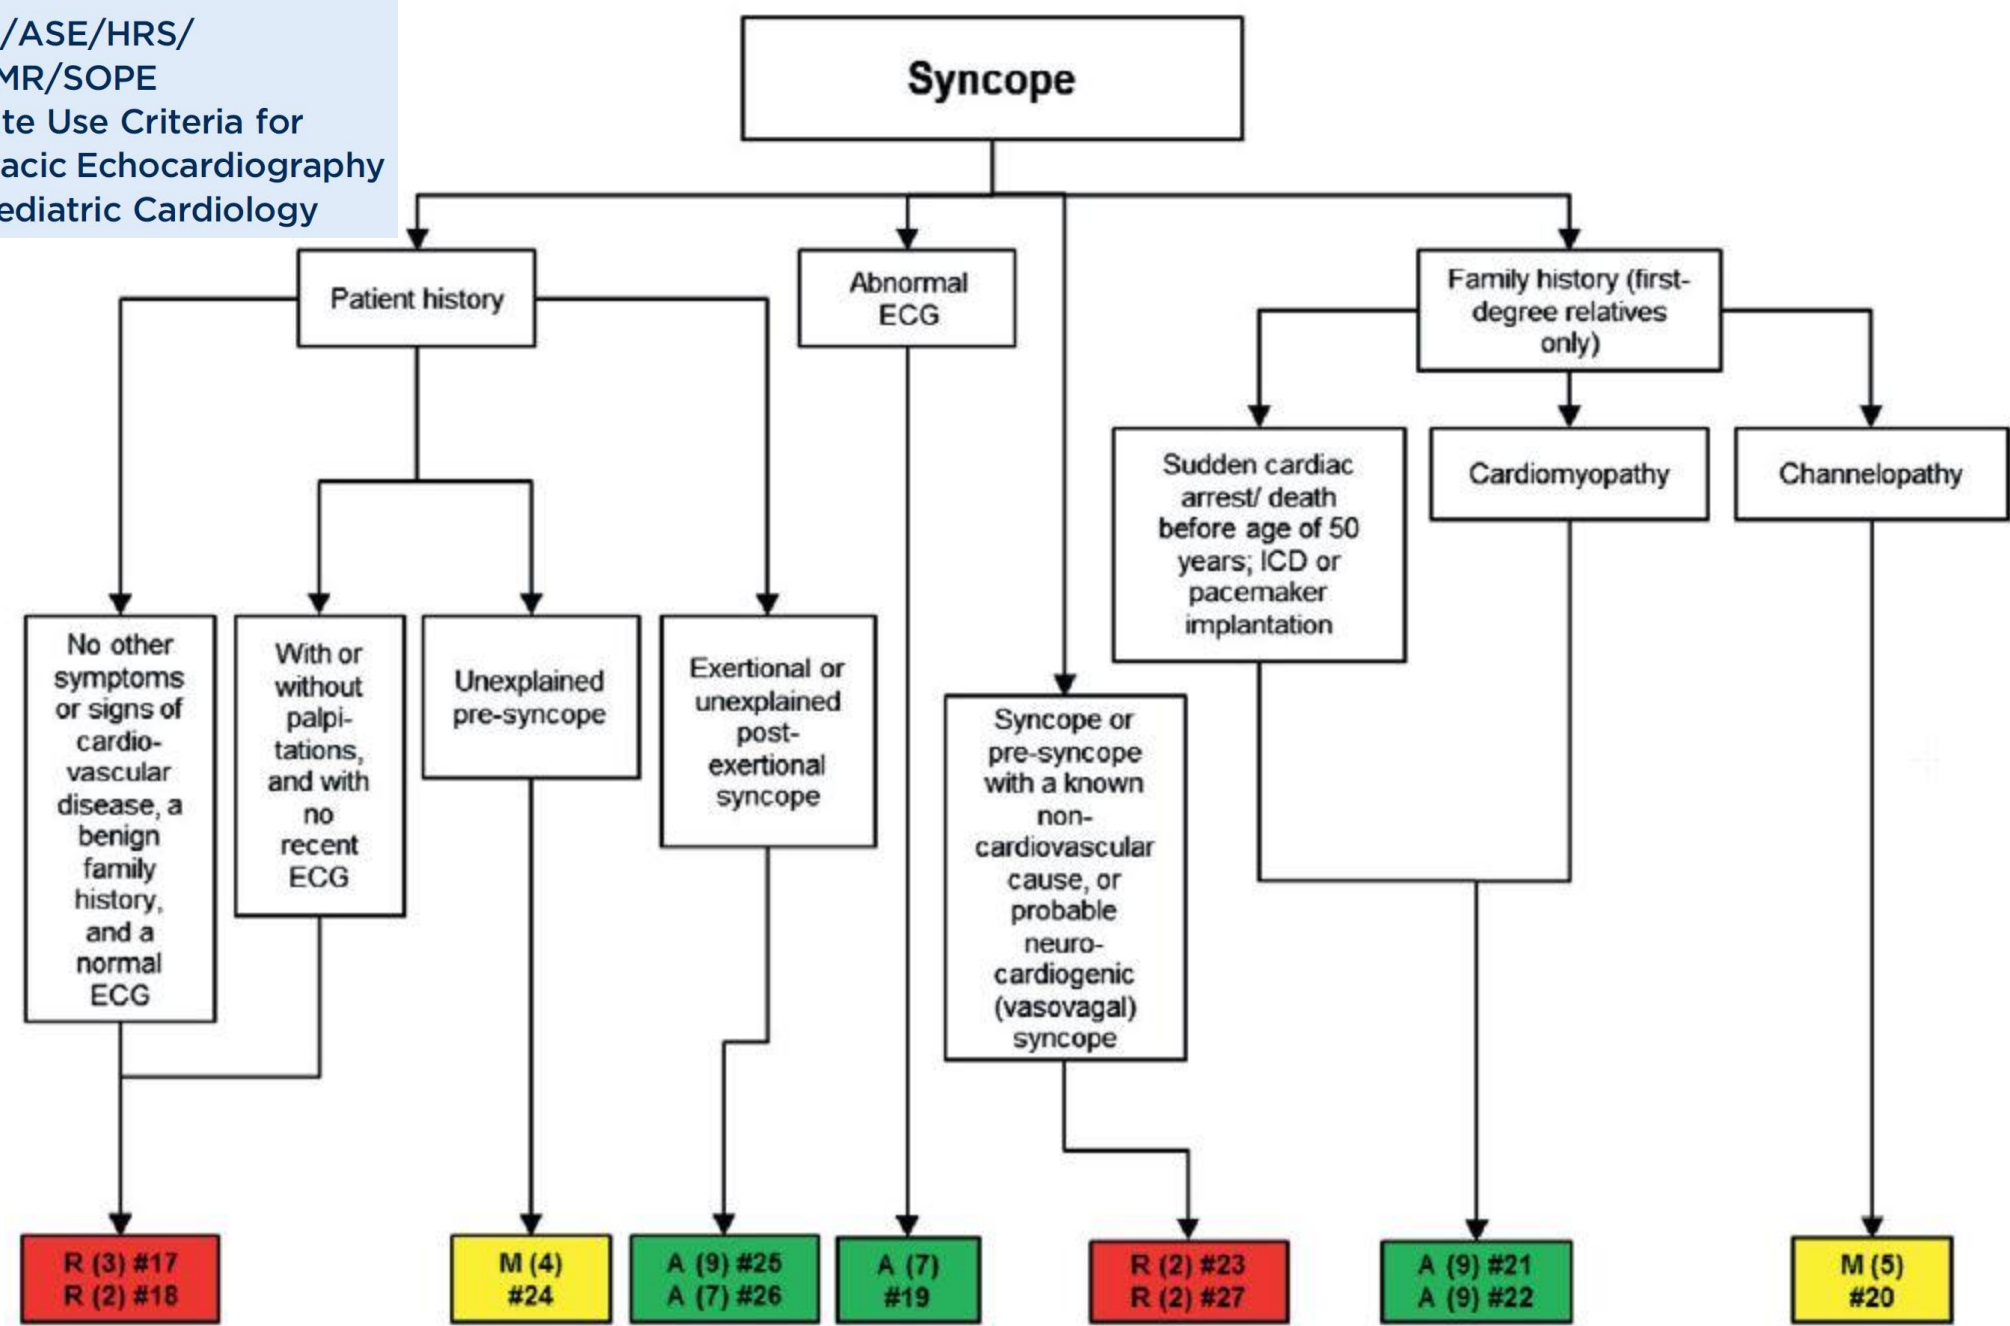 /ASE/HRS/
MR/SOPE
te Use Criteria for
acic Echocardiography
ediatric Cardiology
Syncope
Patient history
Abnormal
ECG
Family history (first-
degree relatives
only)
Sudden cardiac
arrest/ death
before age of 50
years; ICD or
pacemaker
implantation
Cardiomyopathy
Channelopathy
No other
symptoms
or signs of
cardio-
vascular
disease, a
benign
family
history,
and a
normal
ECG
With or
without
palpi-
tations,
and with
no
recent
ECG
Unexplained
pre-syncope
Exertional or
unexplained
post-
exertional
syncope
Syncope or
pre-syncope
with a known
non-
cardiovascular
cause, or
probable
neuro-
cardiogenic
(vasovagal)
syncope
R (3) #17
R (2) #18
M (4)
#24
A (9) #25
A (7) #26
A (7)
#19
R (2) #23
R (2) #27
A (9) #21
A (9) #22
M (5)
#20